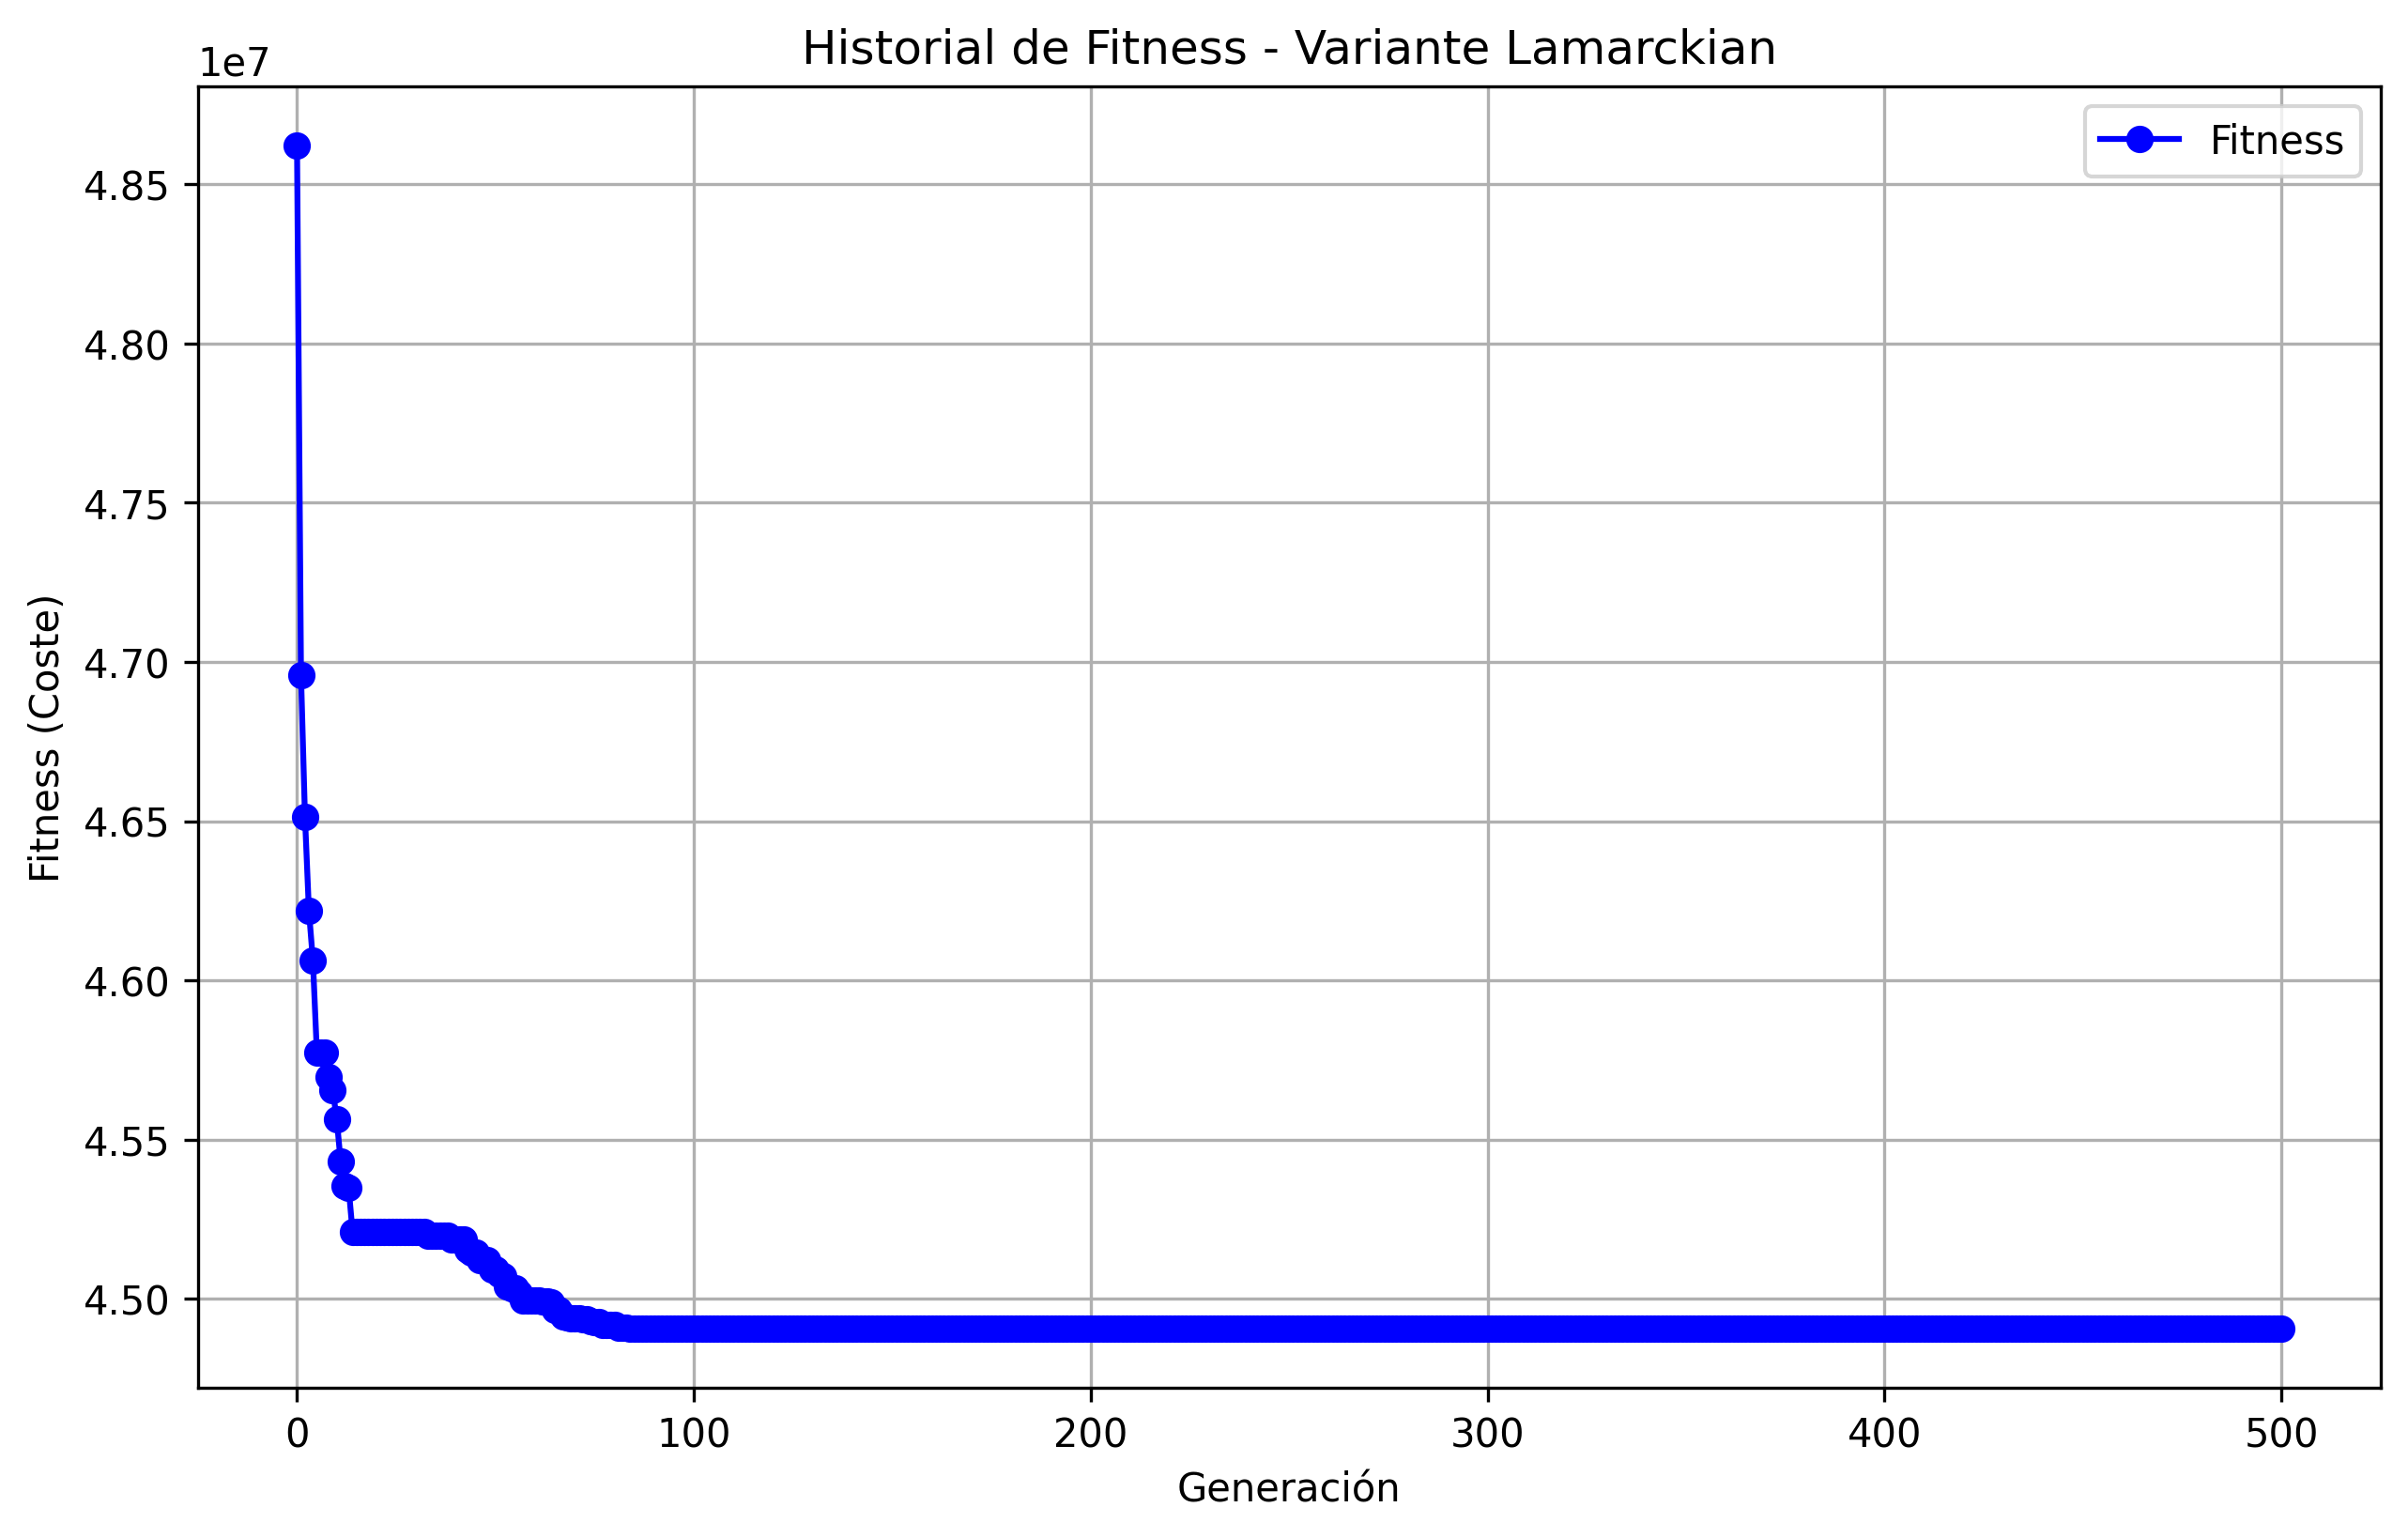 Historial de Fitness - Variante Lamarckian
1e7
Fitness
4.85
4.80
4.75
4.70
4.65
4.60
4.55
4.50
Fitness (Coste)
0 100 200 300 400 500
Generación